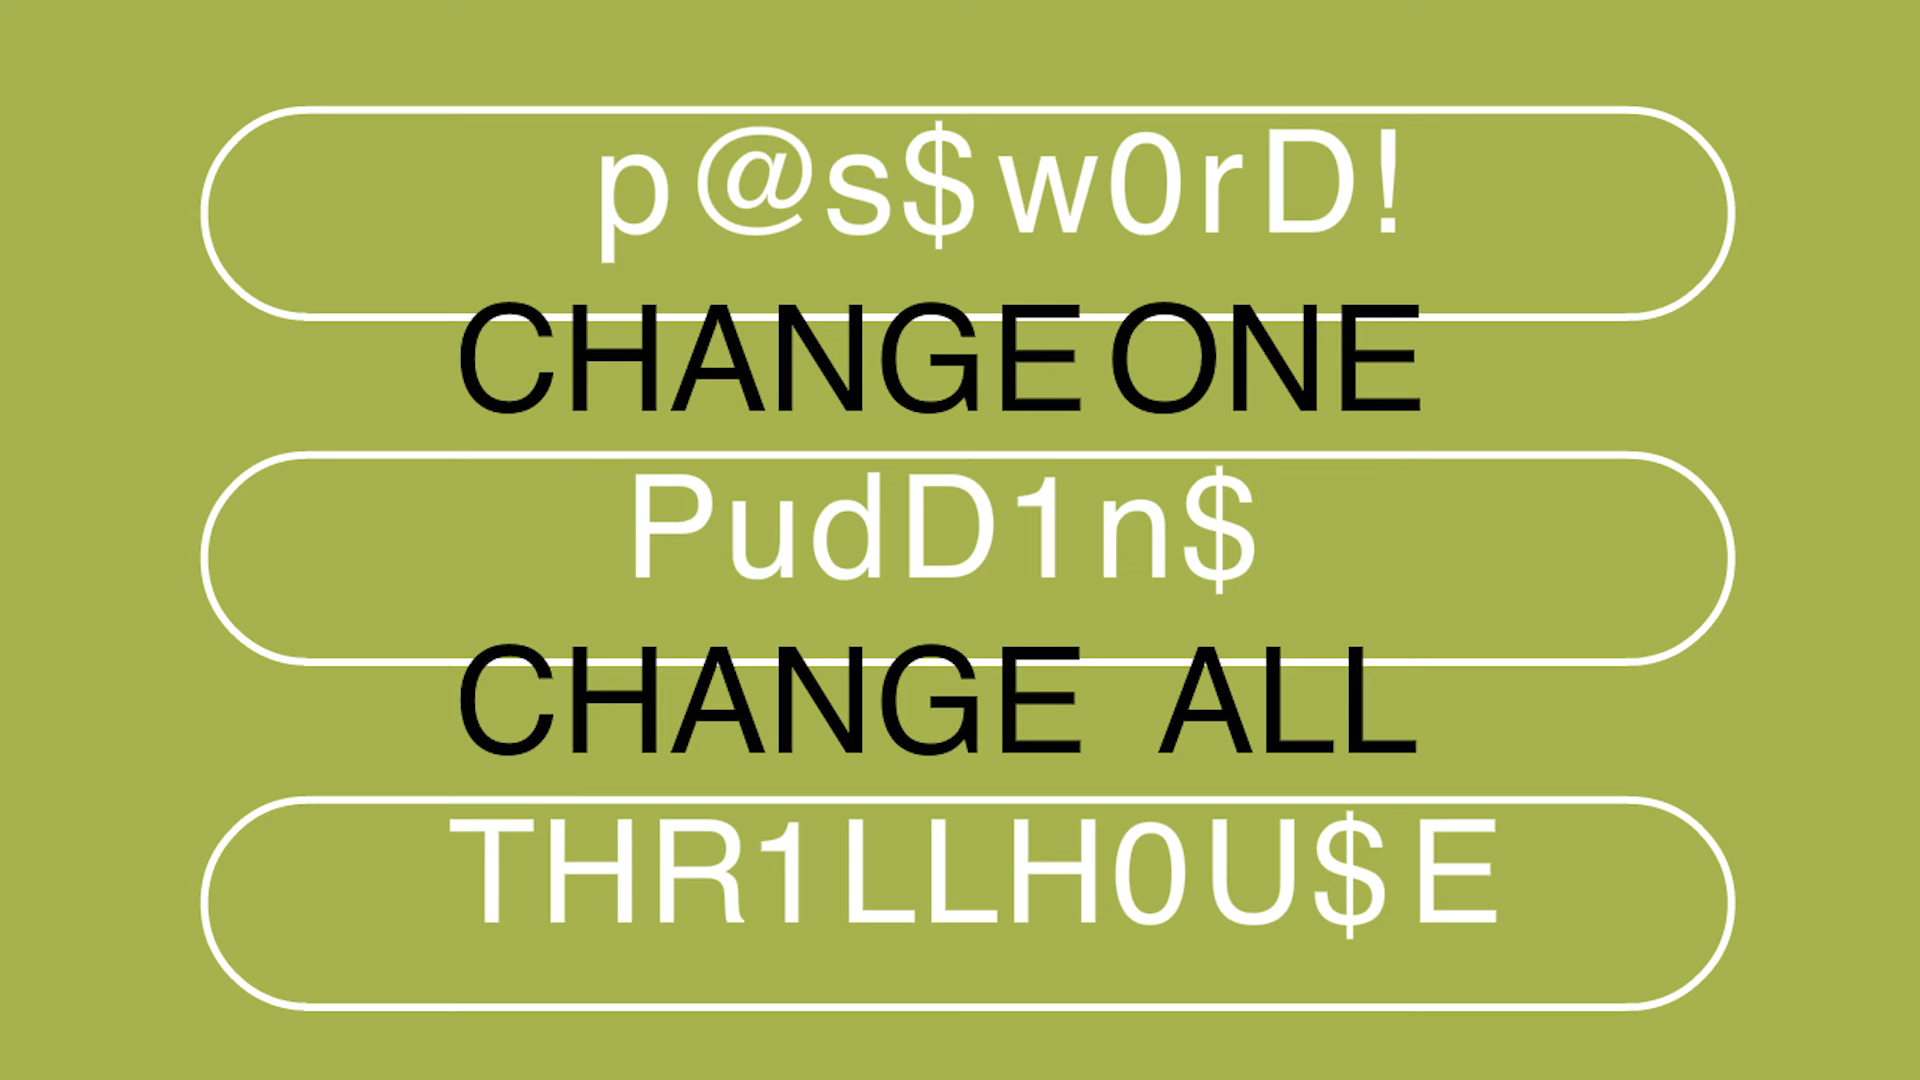 p@s$w0rD!
CHANGE ONE
PudD1n$
CHANGE ALL
THR1LLH0U$E